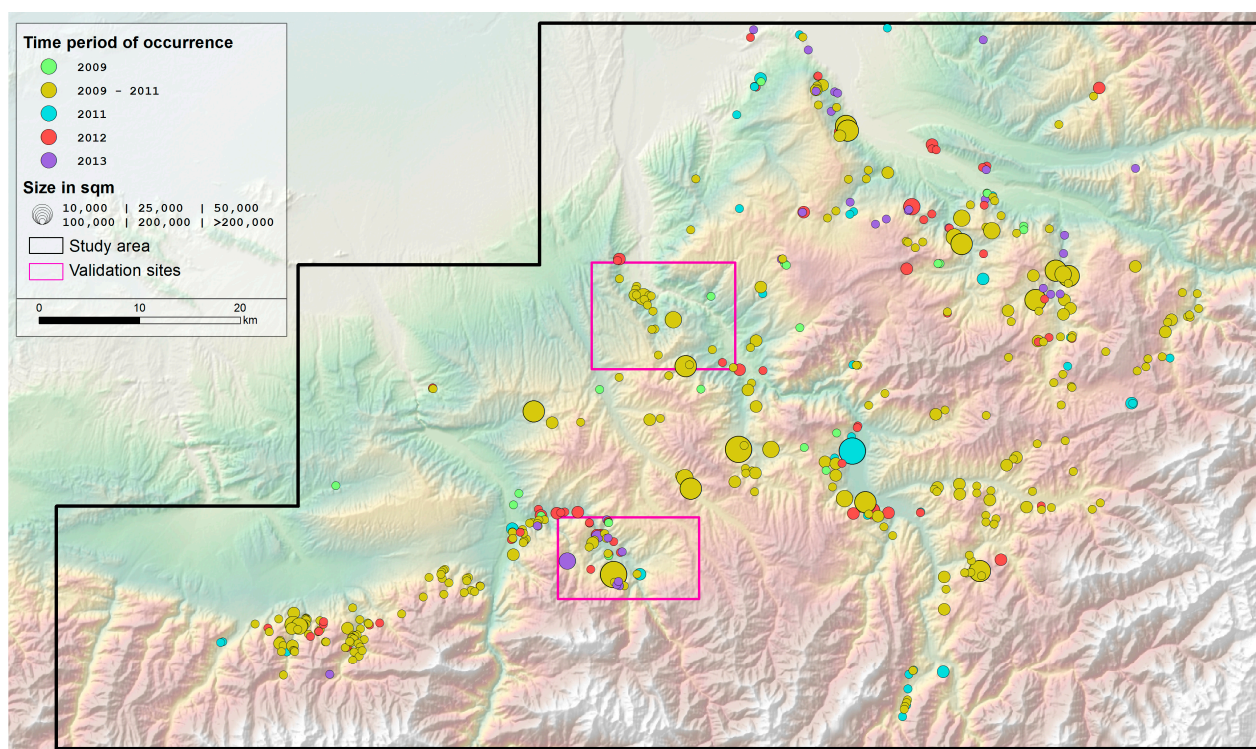 Time period of occurrence
2009
2009 - 2011
2011
2012
2013
Size in sqm
10,000 | 25,000 | 50,000
100,000 | 200,000 | >200,000
Study area
Validation sites
0 10 20
km